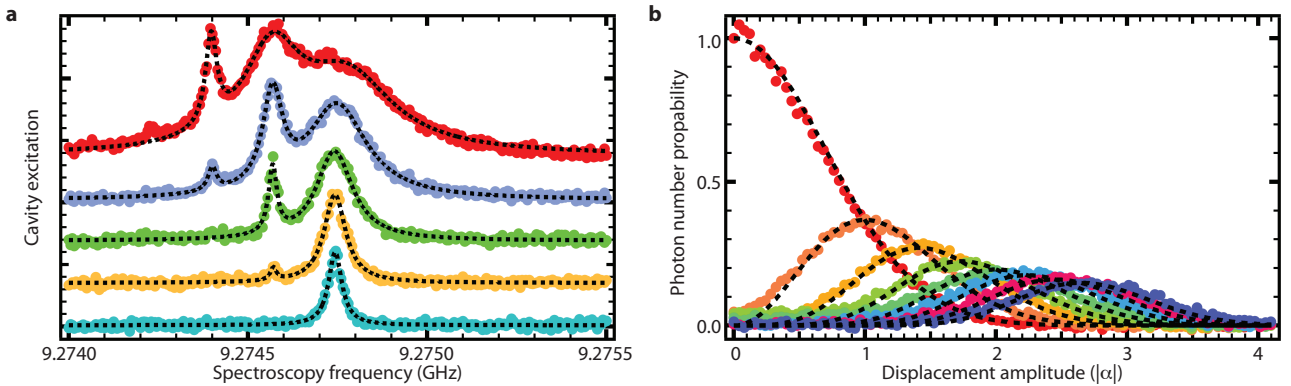 a
Cavity excitation
9.2740
9.2745
9.2750
9.2755
Spectroscopy frequency (GHz)
b
Photon number propability
1.0
0.5
0.0
0
1
2
3
4
Displacement amplitude (|α|)